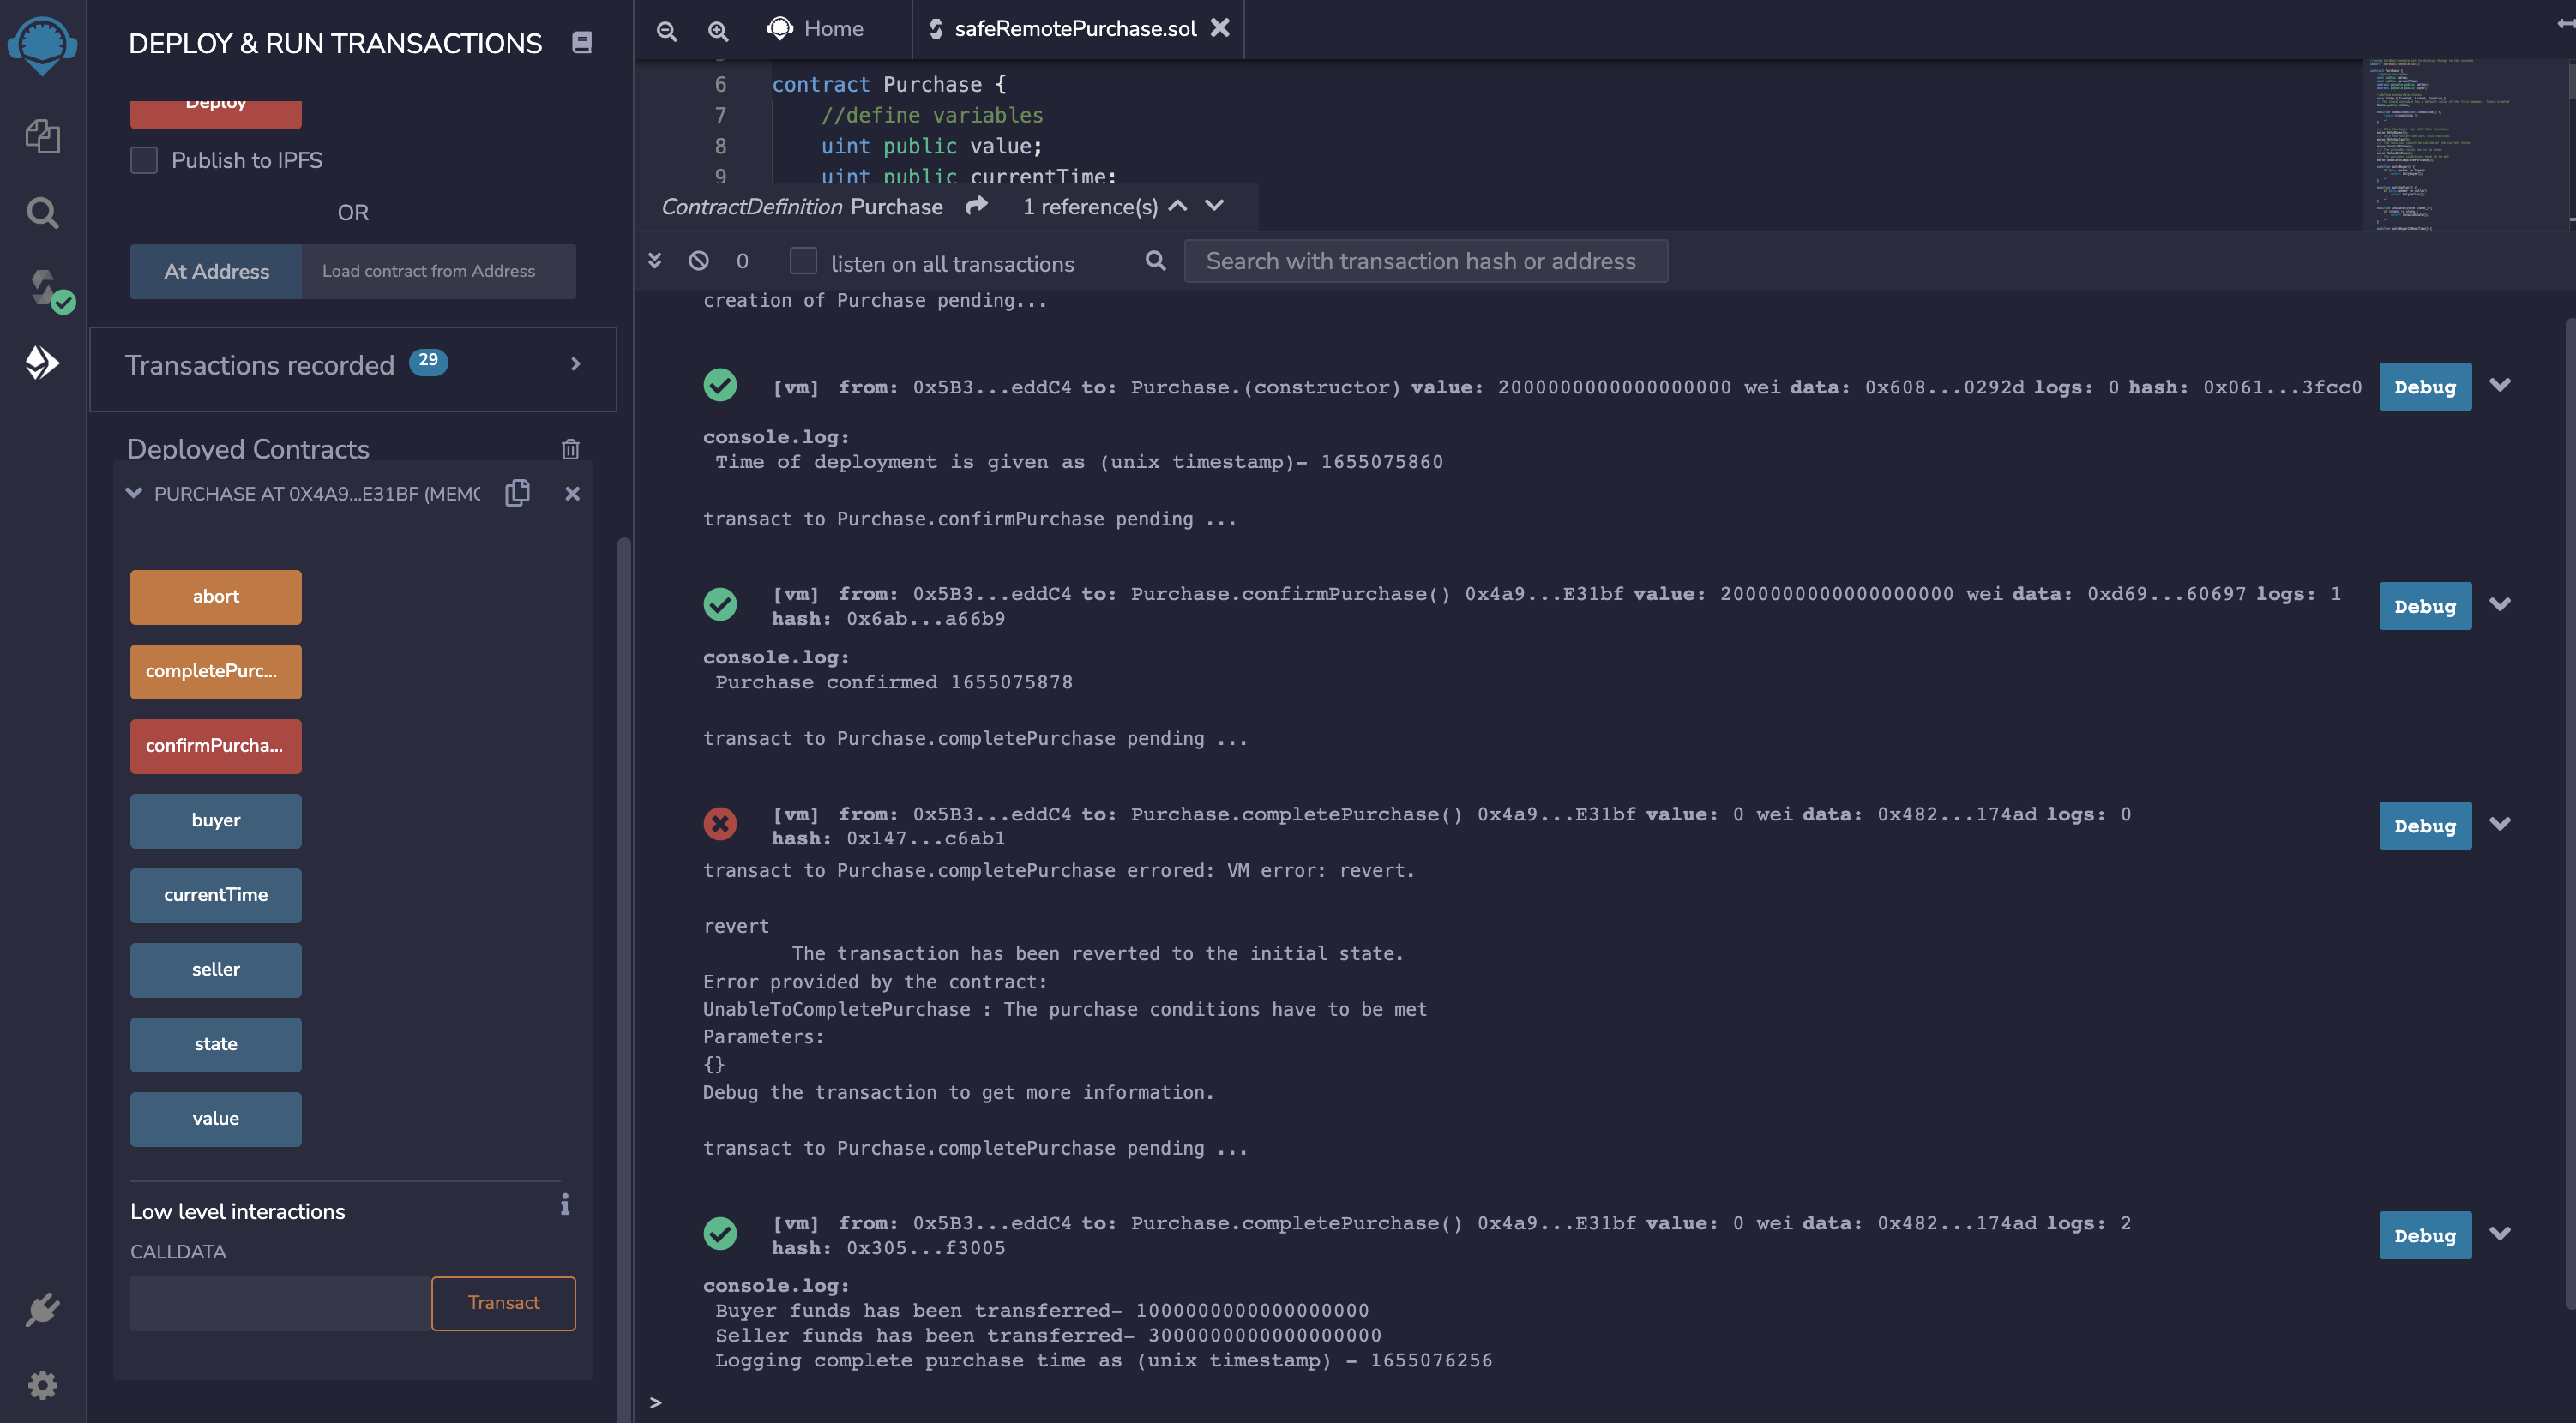 DEPLOY & RUN TRANSACTIONS
Deploy
Publish to IPFS
OR
At Address
Load contract from Address
Transactions recorded 29
Deployed Contracts
PURCHASE AT 0X4A9...E31BF (MEMO
abort
completePurc...
confirmPurcha...
buyer
currentTime
seller
state
value
Low level interactions
CALLDATA
Transact
Home
safeRemotePurchase.sol
6 contract Purchase {
7 //define variables
8 uint public value;
9 uint public currentTime;
ContractDefinition Purchase 1 reference(s)
0 listen on all transactions
Search with transaction hash or address
creation of Purchase pending...
[vm] from: 0x5B3...eddC4 to: Purchase.(constructor) value: 2000000000000000000 wei data: 0x608...0292d logs: 0 hash: 0x061...3fcc0
Debug
console.log:
Time of deployment is given as (unix timestamp)- 1655075860
transact to Purchase.confirmPurchase pending ...
[vm] from: 0x5B3...eddC4 to: Purchase.confirmPurchase() 0x4a9...E31bf value: 2000000000000000000 wei data: 0xd69...60697 logs: 1
hash: 0x6ab...a66b9
Debug
console.log:
Purchase confirmed 1655075878
transact to Purchase.completePurchase pending ...
[vm] from: 0x5B3...eddC4 to: Purchase.completePurchase() 0x4a9...E31bf value: 0 wei data: 0x482...174ad logs: 0
hash: 0x147...c6ab1
Debug
transact to Purchase.completePurchase errored: VM error: revert.
revert
The transaction has been reverted to the initial state.
Error provided by the contract:
UnableToCompletePurchase : The purchase conditions have to be met
Parameters:
{}
Debug the transaction to get more information.
transact to Purchase.completePurchase pending ...
[vm] from: 0x5B3...eddC4 to: Purchase.completePurchase() 0x4a9...E31bf value: 0 wei data: 0x482...174ad logs: 2
hash: 0x305...f3005
Debug
console.log:
Buyer funds has been transferred- 1000000000000000000
Seller funds has been transferred- 3000000000000000000
Logging complete purchase time as (unix timestamp) - 1655076256
>